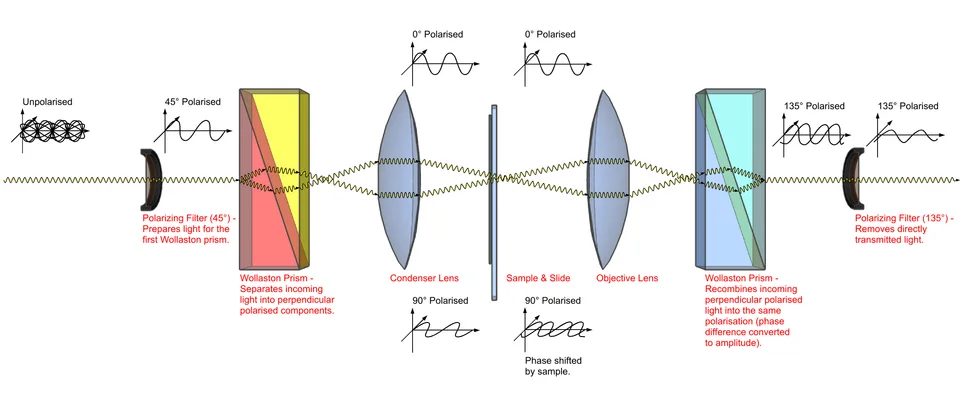 0° Polarised
0° Polarised
Unpolarised
45° Polarised
135° Polarised
135° Polarised
Polarizing Filter (45°) -
Prepares light for the
first Wollaston prism.
Polarizing Filter (135°) -
Removes directly
transmitted light.
Wollaston Prism -
Separates incoming
light into perpendicular
polarised components.
Condenser Lens
Sample & Slide
Objective Lens
Wollaston Prism -
Recombines incoming
perpendicular polarised
light into the same
polarisation (phase
difference converted
to amplitude).
90° Polarised
90° Polarised
Phase shifted
by sample.